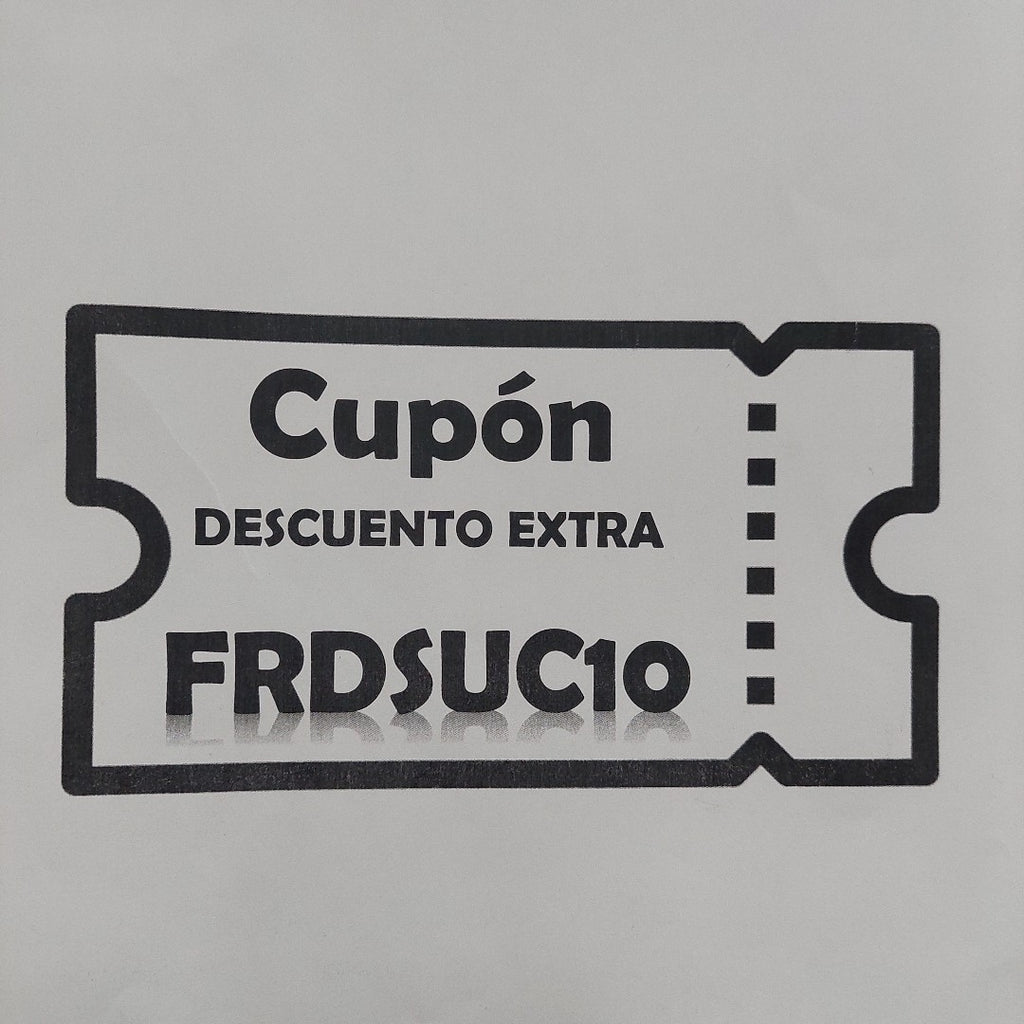 Cupón
DESCUENTO EXTRA
FRDSUC10